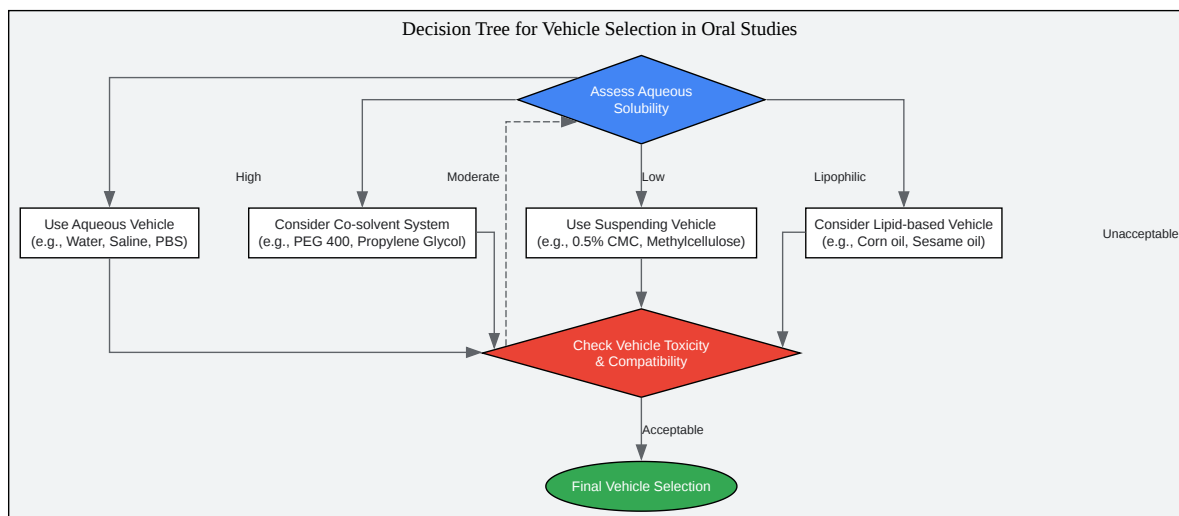 Decision Tree for Vehicle Selection in Oral Studies
Assess Aqueous
Solubility
High
Moderate
Low
Lipophilic
Use Aqueous Vehicle
(e.g., Water, Saline, PBS)
Consider Co-solvent System
(e.g., PEG 400, Propylene Glycol)
Use Suspending Vehicle
(e.g., 0.5% CMC, Methylcellulose)
Consider Lipid-based Vehicle
(e.g., Corn oil, Sesame oil)
Unacceptable
Check Vehicle Toxicity
& Compatibility
Acceptable
Final Vehicle Selection